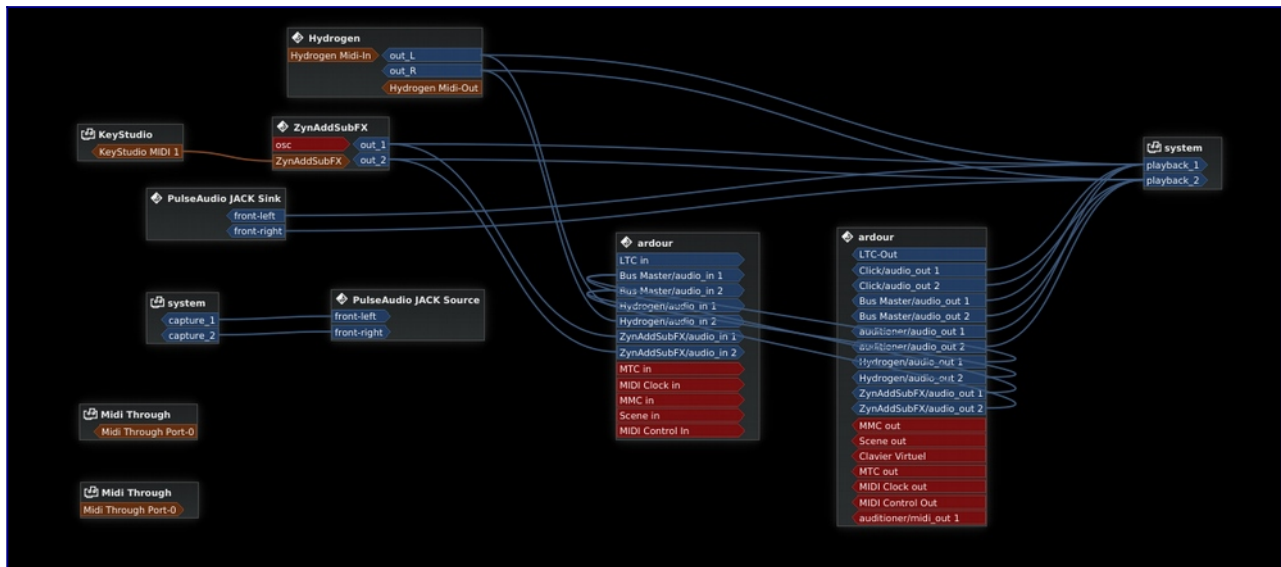 Hydrogen
Hydrogen Midi-In
out_L
out_R
Hydrogen Midi-Out
KeyStudio
KeyStudio MIDI 1
ZynAddSubFX
osc
out_1
ZynAddSubFX
out_2
system
playback_1
playback_2
PulseAudio JACK Sink
front-left
front-right
system
capture_1
capture_2
PulseAudio JACK Source
front-left
front-right
ardour
LTC in
Bus Master/audio_in 1
Bus Master/audio_in 2
Hydrogen/audio_in 1
Hydrogen/audio_in 2
ZynAddSubFX/audio_in 1
ZynAddSubFX/audio_in 2
MTC in
MIDI Clock in
MMC in
Scene in
MIDI Control In
ardour
LTC-Out
Click/audio_out 1
Click/audio_out 2
Bus Master/audio_out 1
Bus Master/audio_out 2
auditioner/audio_out 1
auditioner/audio_out 2
Hydrogen/audio_out 1
Hydrogen/audio_out 2
ZynAddSubFX/audio_out 1
ZynAddSubFX/audio_out 2
MMC out
Scene out
Clavier Virtuel
MTC out
MIDI Clock out
MIDI Control Out
auditioner/midi_out 1
Midi Through
Midi Through Port-0
Midi Through
Midi Through Port-0